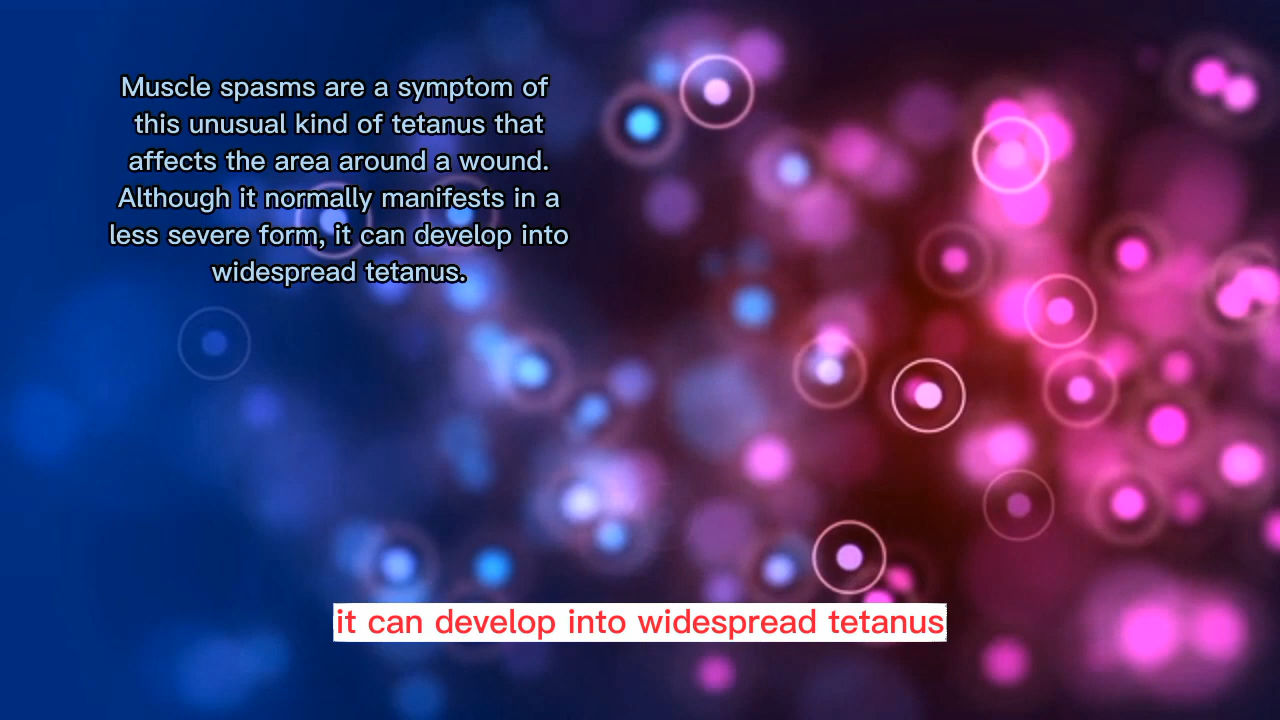 Muscle spasms are a symptom of
this unusual kind of tetanus that
affects the area around a wound.
Although it normally manifests in a
less severe form, it can develop into
widespread tetanus.
it can develop into widespread tetanus